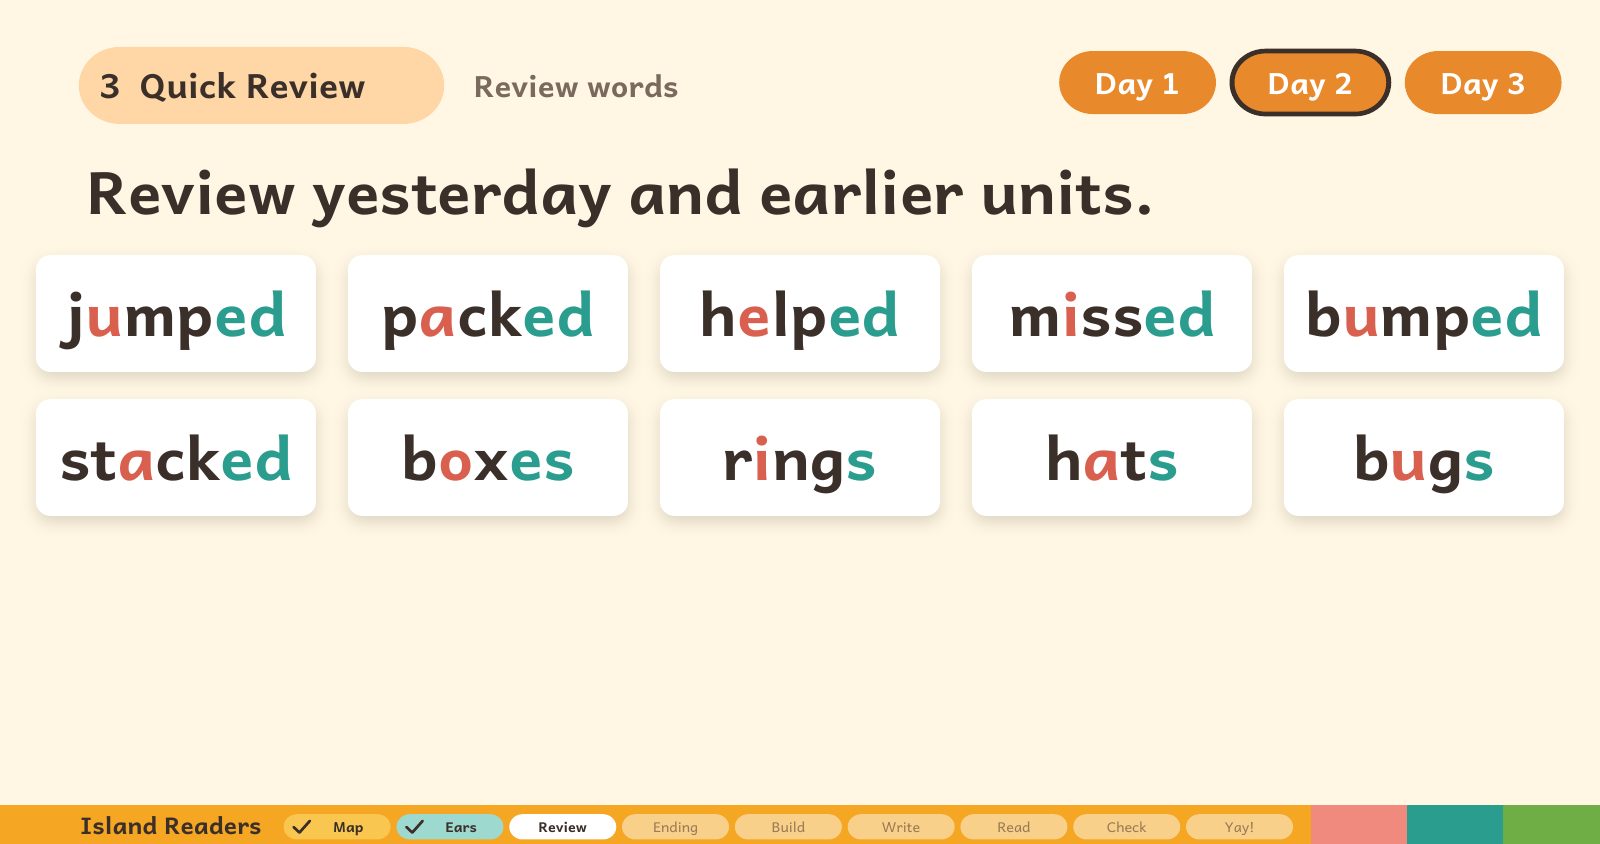 3 Quick Review
Review words
Day 1
Day 2
Day 3
Review yesterday and earlier units.
jumped
packed
helped
missed
bumped
stacked
boxes
rings
hats
bugs
Island Readers
Map
Ears
Review
Ending
Build
Write
Read
Check
Yay!